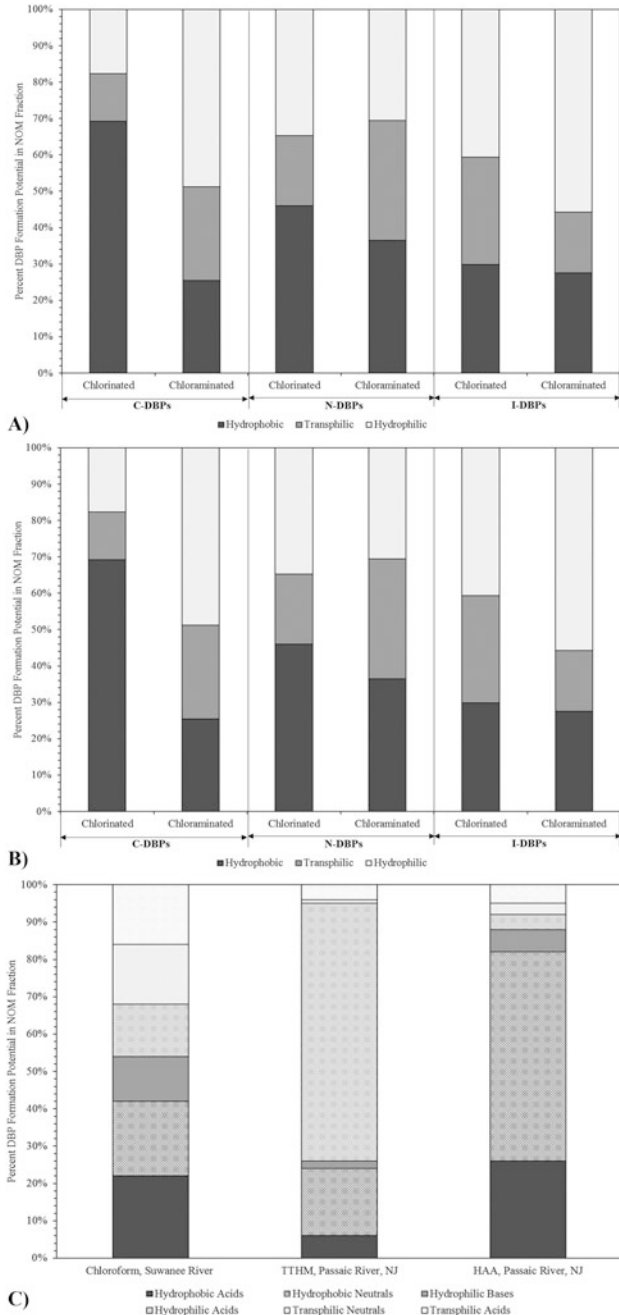 100%
90%
80%
70%
60%
50%
40%
30%
20%
10%
0%
Percent DBP Formation Potential in NOM Fraction
Chlorinated Chloraminated Chlorinated Chloraminated Chlorinated Chloraminated
C-DBPs N-DBPs I-DBPs
A)
Hydrophobic Transphilic Hydrophilic
100%
90%
80%
70%
60%
50%
40%
30%
20%
10%
0%
Percent DBP Formation Potential in NOM Fraction
Chlorinated Chloraminated Chlorinated Chloraminated Chlorinated Chloraminated
C-DBPs N-DBPs I-DBPs
B)
Hydrophobic Transphilic Hydrophilic
100%
90%
80%
70%
60%
50%
40%
30%
20%
10%
0%
Percent DBP Formation Potential in NOM Fraction
Chloroform, Suwanee River TTHM, Passaic River, NJ HAA, Passaic River, NJ
Hydrophobic Acids Hydrophobic Neutrals Hydrophilic Bases
C)
Hydrophilic Acids Transphilic Neutrals Transphilic Acids